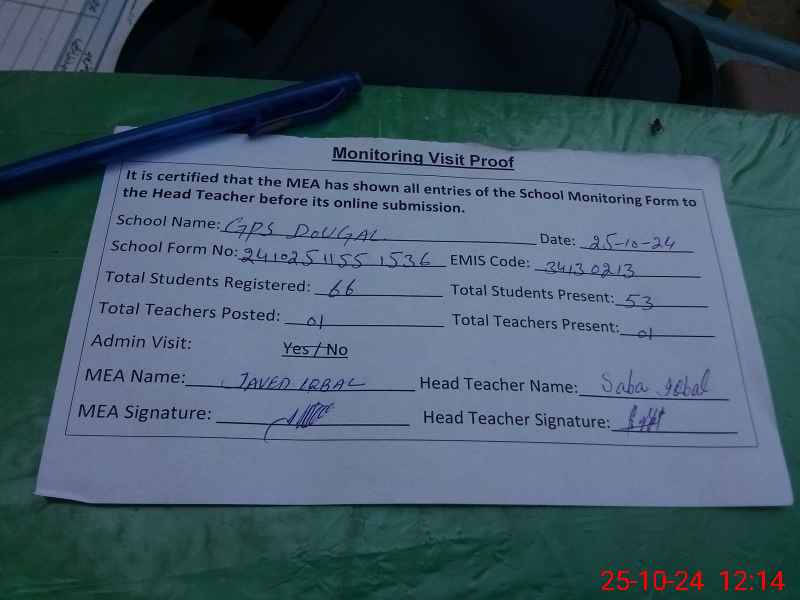 Monitoring Visit Proof
It is certified that the MEA has shown all entries of the School Monitoring Form to
the Head Teacher before its online submission.
School Name: GPS DOUGAL Date: 25-10-24
School Form No: 24102511551536 EMIS Code: 34130213
Total Students Registered: 66 Total Students Present: 53
Total Teachers Posted: 01 Total Teachers Present: 01
Admin Visit: Yes / No
MEA Name: JAVED IQBAL Head Teacher Name: Saba Iqbal
MEA Signature: Head Teacher Signature:
25-10-24 12:14